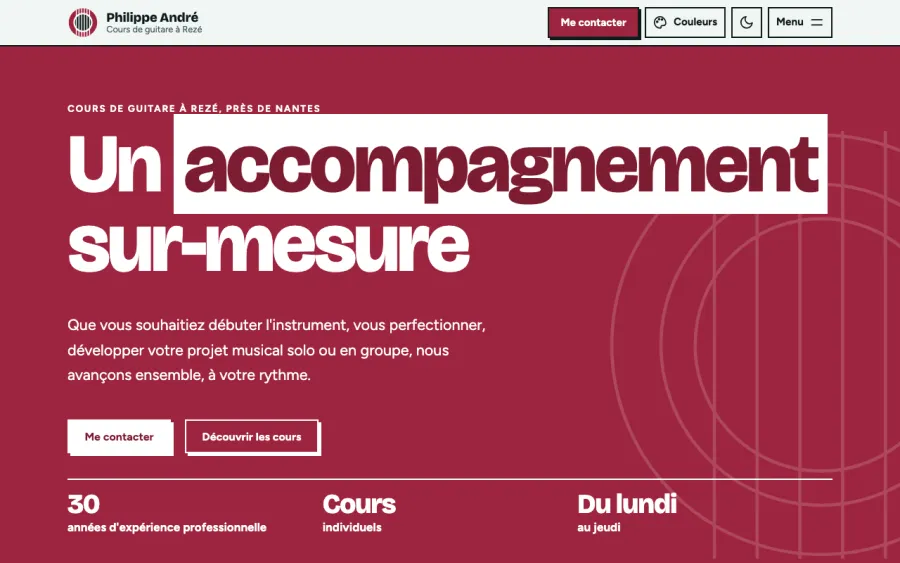 Philippe André
Cours de guitare à Rezé
Me contacter
Couleurs
Menu
COURS DE GUITARE À REZÉ, PRÈS DE NANTES
Un accompagnement
sur-mesure
Que vous souhaitiez débuter l'instrument, vous perfectionner,
développer votre projet musical solo ou en groupe, nous
avançons ensemble, à votre rythme.
Me contacter
Découvrir les cours
30
années d'expérience professionnelle
Cours
individuels
Du lundi
au jeudi